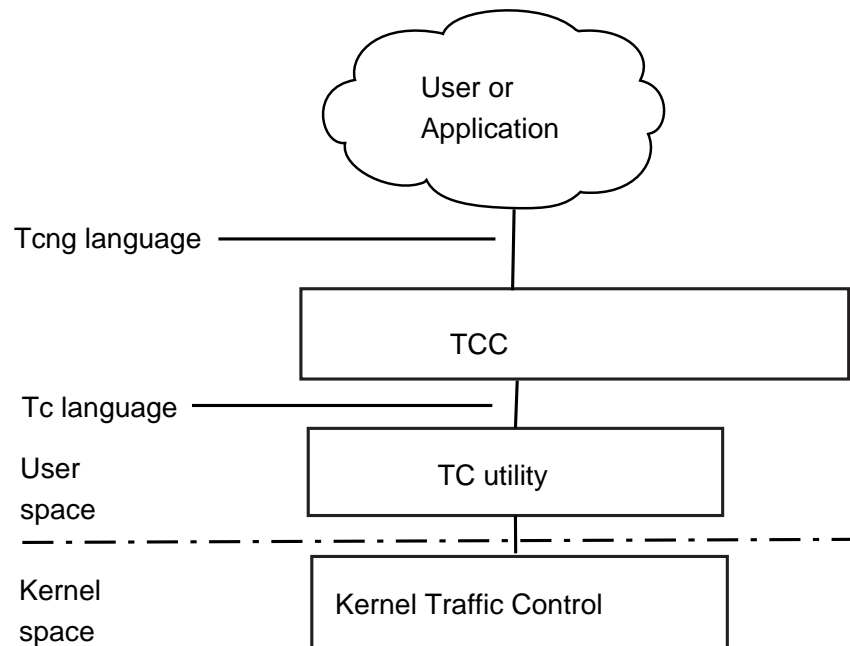 User or
Application
Tcng language
TCC
Tc language
User
space
TC utility
Kernel
space
Kernel Traffic Control